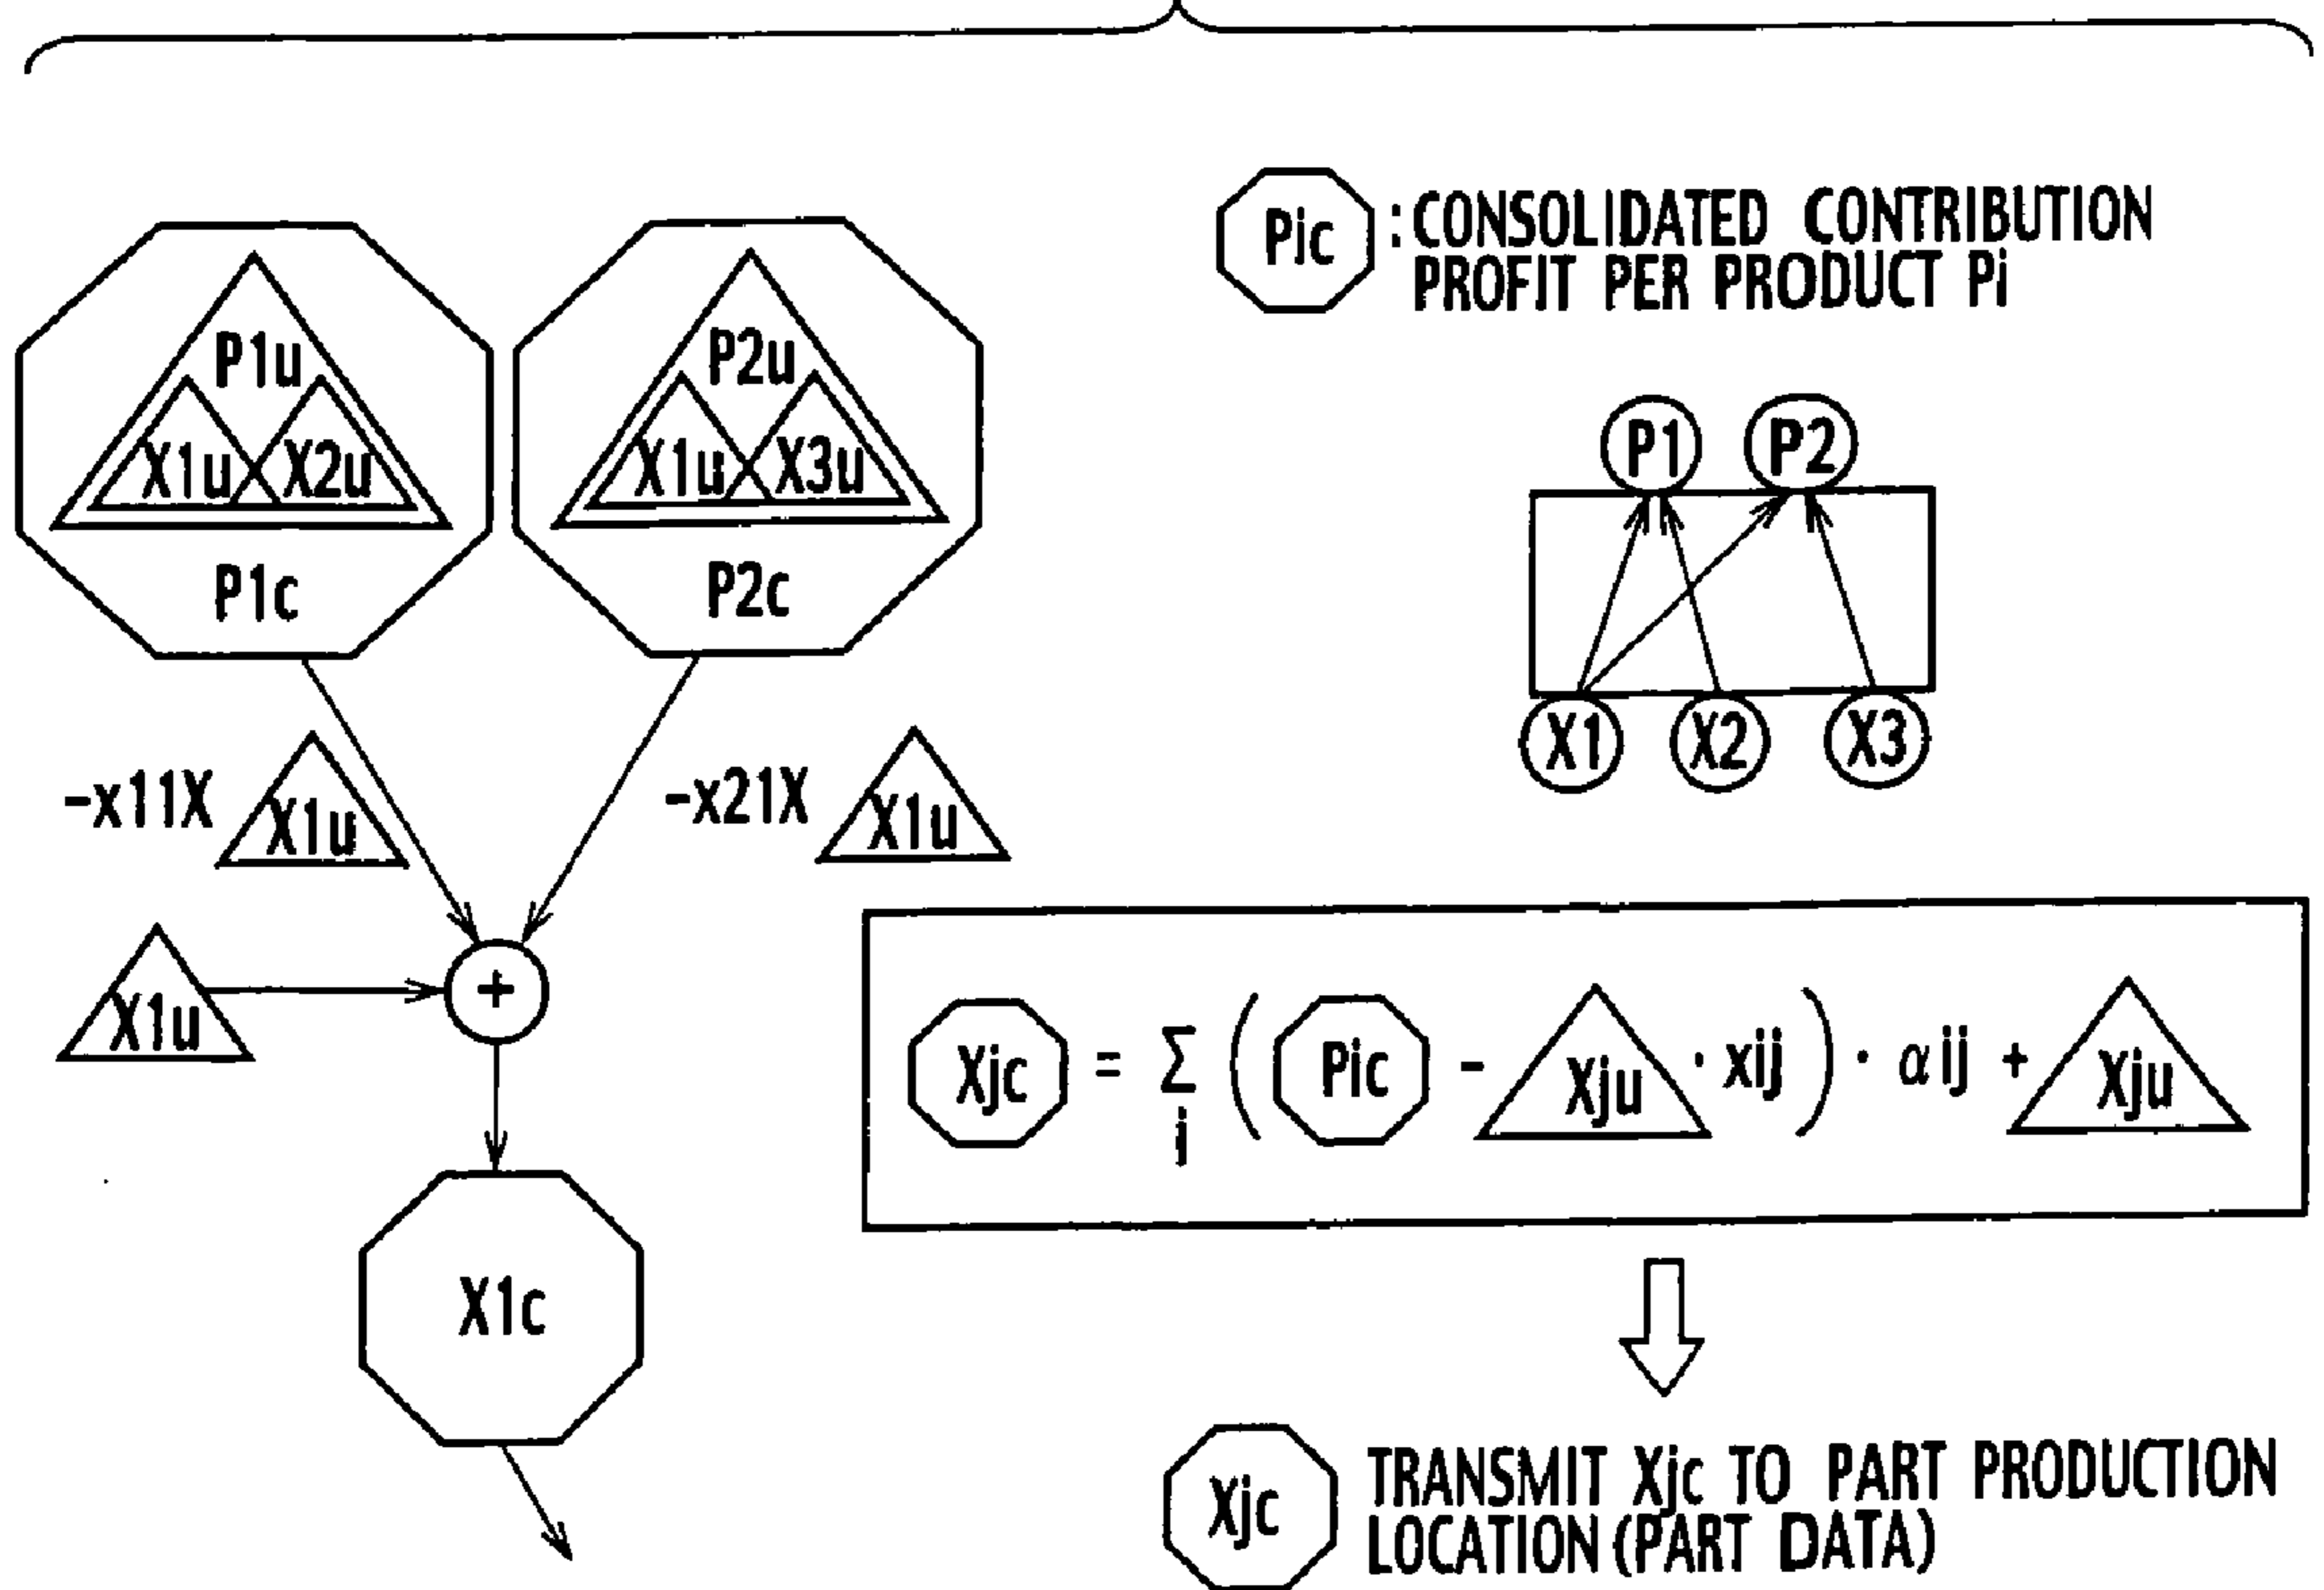 Pic : CONSOLIDATED CONTRIBUTION
PROFIT PER PRODUCT Pi
P1u
X1u X2u
P1c
P2u
X1u X3u
P2c
P1 P2
X1 X2 X3
-x11X X1u
-x21X X1u
X1u +
X1c
Xjc = Σ ( Pic - Xju · xij ) · αij + Xju
i
Xjc TRANSMIT Xjc TO PART PRODUCTION
LOCATION (PART DATA)